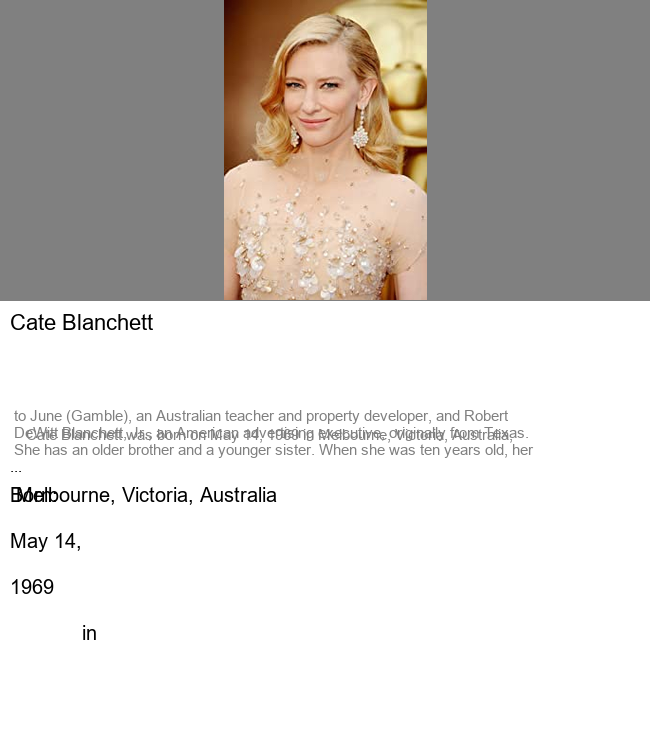 Cate Blanchett
to June (Gamble), an Australian teacher and property developer, and Robert
DeWitt Blanchett, Jr., an American advertising executive, originally from Texas.
Cate Blanchett was born on May 14, 1969 in Melbourne, Victoria, Australia,
She has an older brother and a younger sister. When she was ten years old, her
...
Born:
Melbourne, Victoria, Australia
May 14,
1969
in